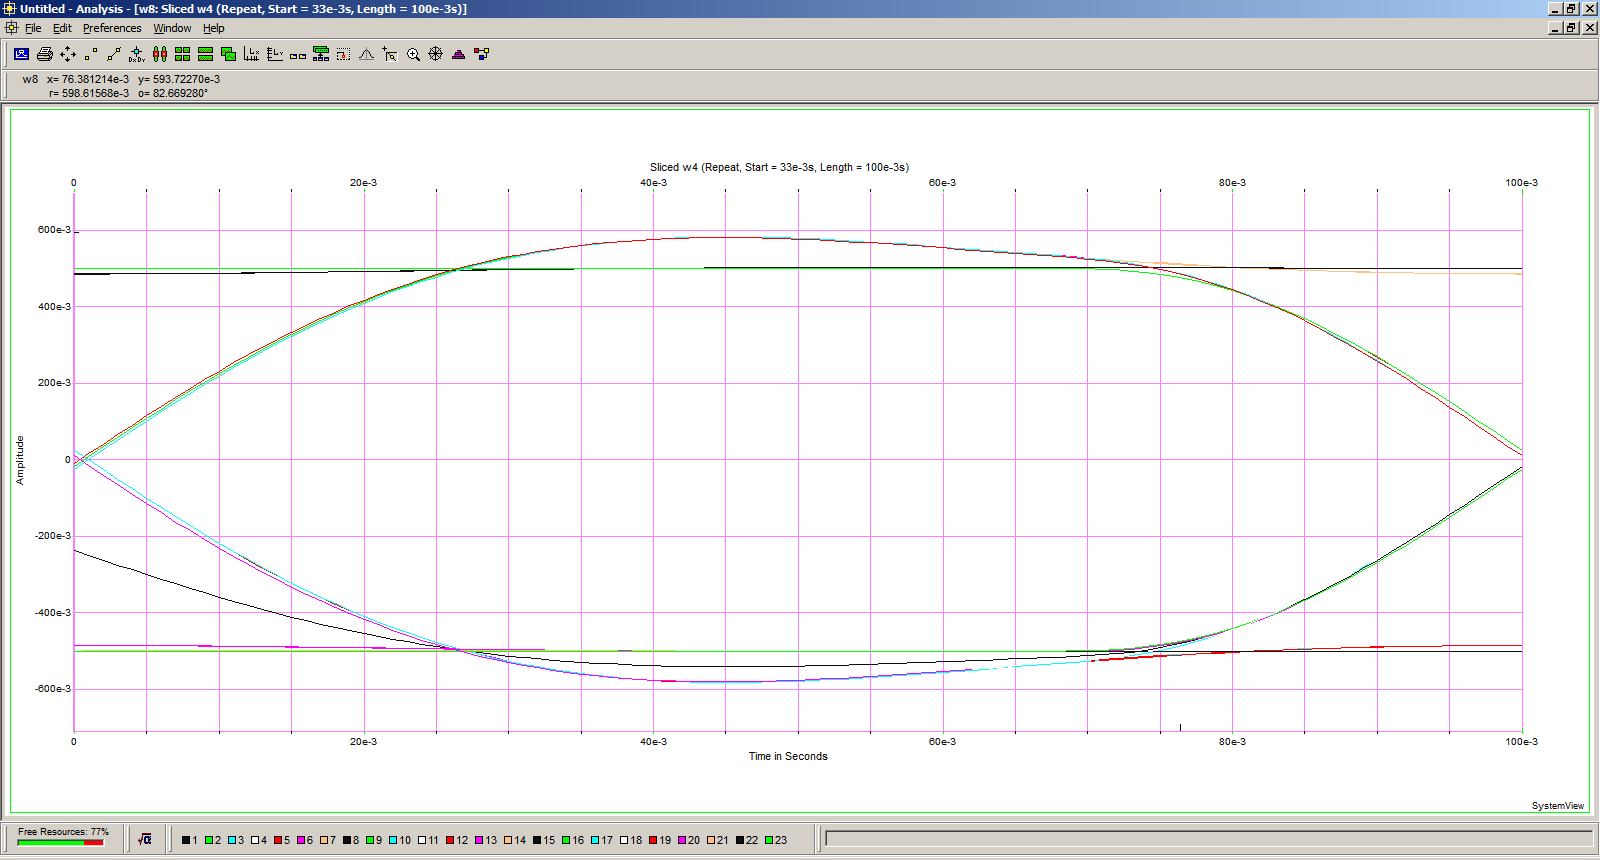 Untitled - Analysis - [w8: Sliced w4 (Repeat, Start = 33e-3s, Length = 100e-3s)]
File Edit Preferences Window Help
w8 x= 76.381214e-3 y= 593.72270e-3
r= 598.61568e-3 o= 82.669280°
Sliced w4 (Repeat, Start = 33e-3s, Length = 100e-3s)
0 20e-3 40e-3 60e-3 80e-3 100e-3
600e-3
400e-3
200e-3
0
-200e-3
-400e-3
-600e-3
Amplitude
0 20e-3 40e-3 60e-3 80e-3 100e-3
Time in Seconds
SystemView
Free Resources: 77%
1 2 3 4 5 6 7 8 9 10 11 12 13 14 15 16 17 18 19 20 21 22 23